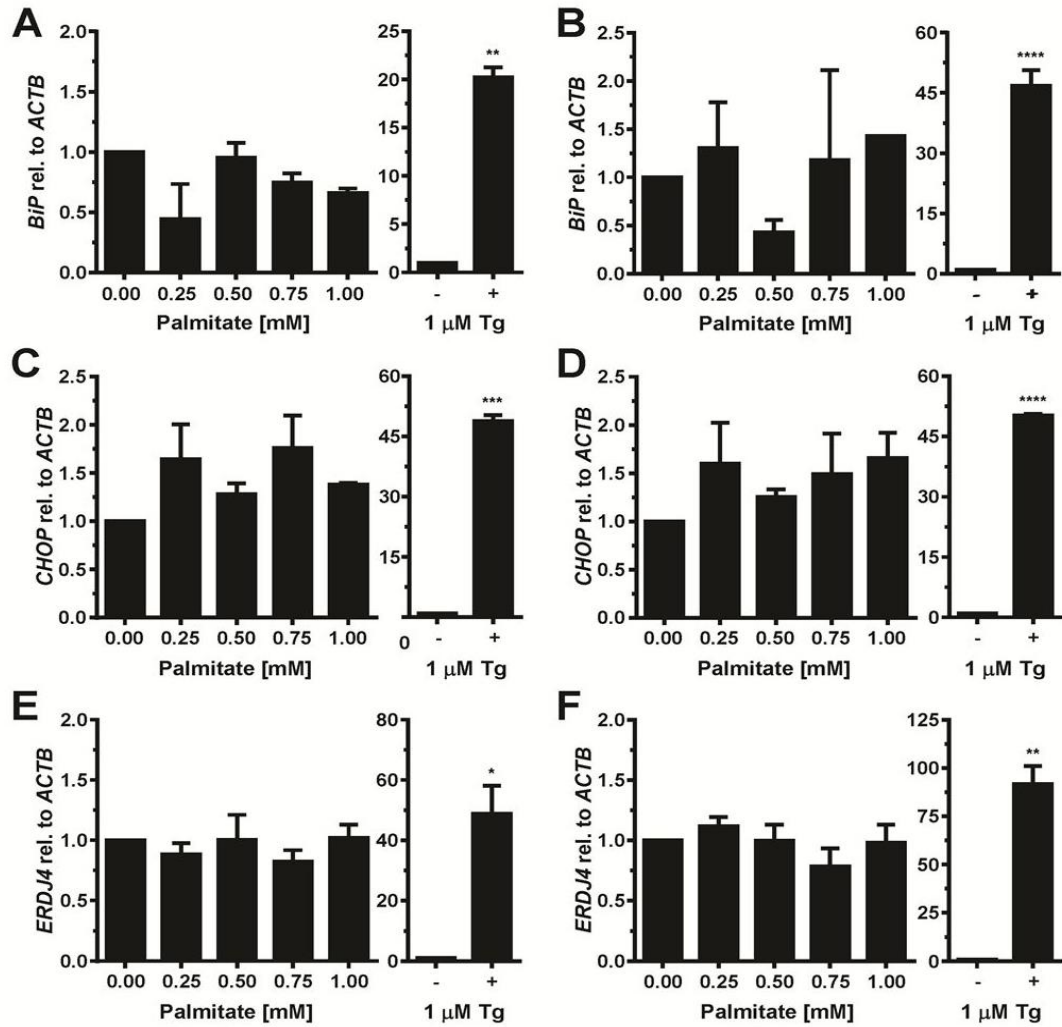 A
BiP rel. to ACTB
2.0
1.5
1.0
0.5
0.0
0.00 0.25 0.50 0.75 1.00
Palmitate [mM]
25
20
15
10
5
0
**
- +
1 μM Tg
B
BiP rel. to ACTB
2.5
2.0
1.5
1.0
0.5
0.0
0.00 0.25 0.50 0.75 1.00
Palmitate [mM]
60
45
30
15
0
****
- +
1 μM Tg
C
CHOP rel. to ACTB
2.5
2.0
1.5
1.0
0.5
0.0
0.00 0.25 0.50 0.75 1.00
Palmitate [mM]
60
45
30
15
0
***
- +
1 μM Tg
D
CHOP rel. to ACTB
2.5
2.0
1.5
1.0
0.5
0.0
0.00 0.25 0.50 0.75 1.00
Palmitate [mM]
60
45
30
15
0
****
- +
1 μM Tg
E
ERDJ4 rel. to ACTB
2.0
1.5
1.0
0.5
0.0
0.00 0.25 0.50 0.75 1.00
Palmitate [mM]
80
60
40
20
0
*
- +
1 μM Tg
F
ERDJ4 rel. to ACTB
2.0
1.5
1.0
0.5
0.0
0.00 0.25 0.50 0.75 1.00
Palmitate [mM]
125
100
75
50
25
0
**
- +
1 μM Tg